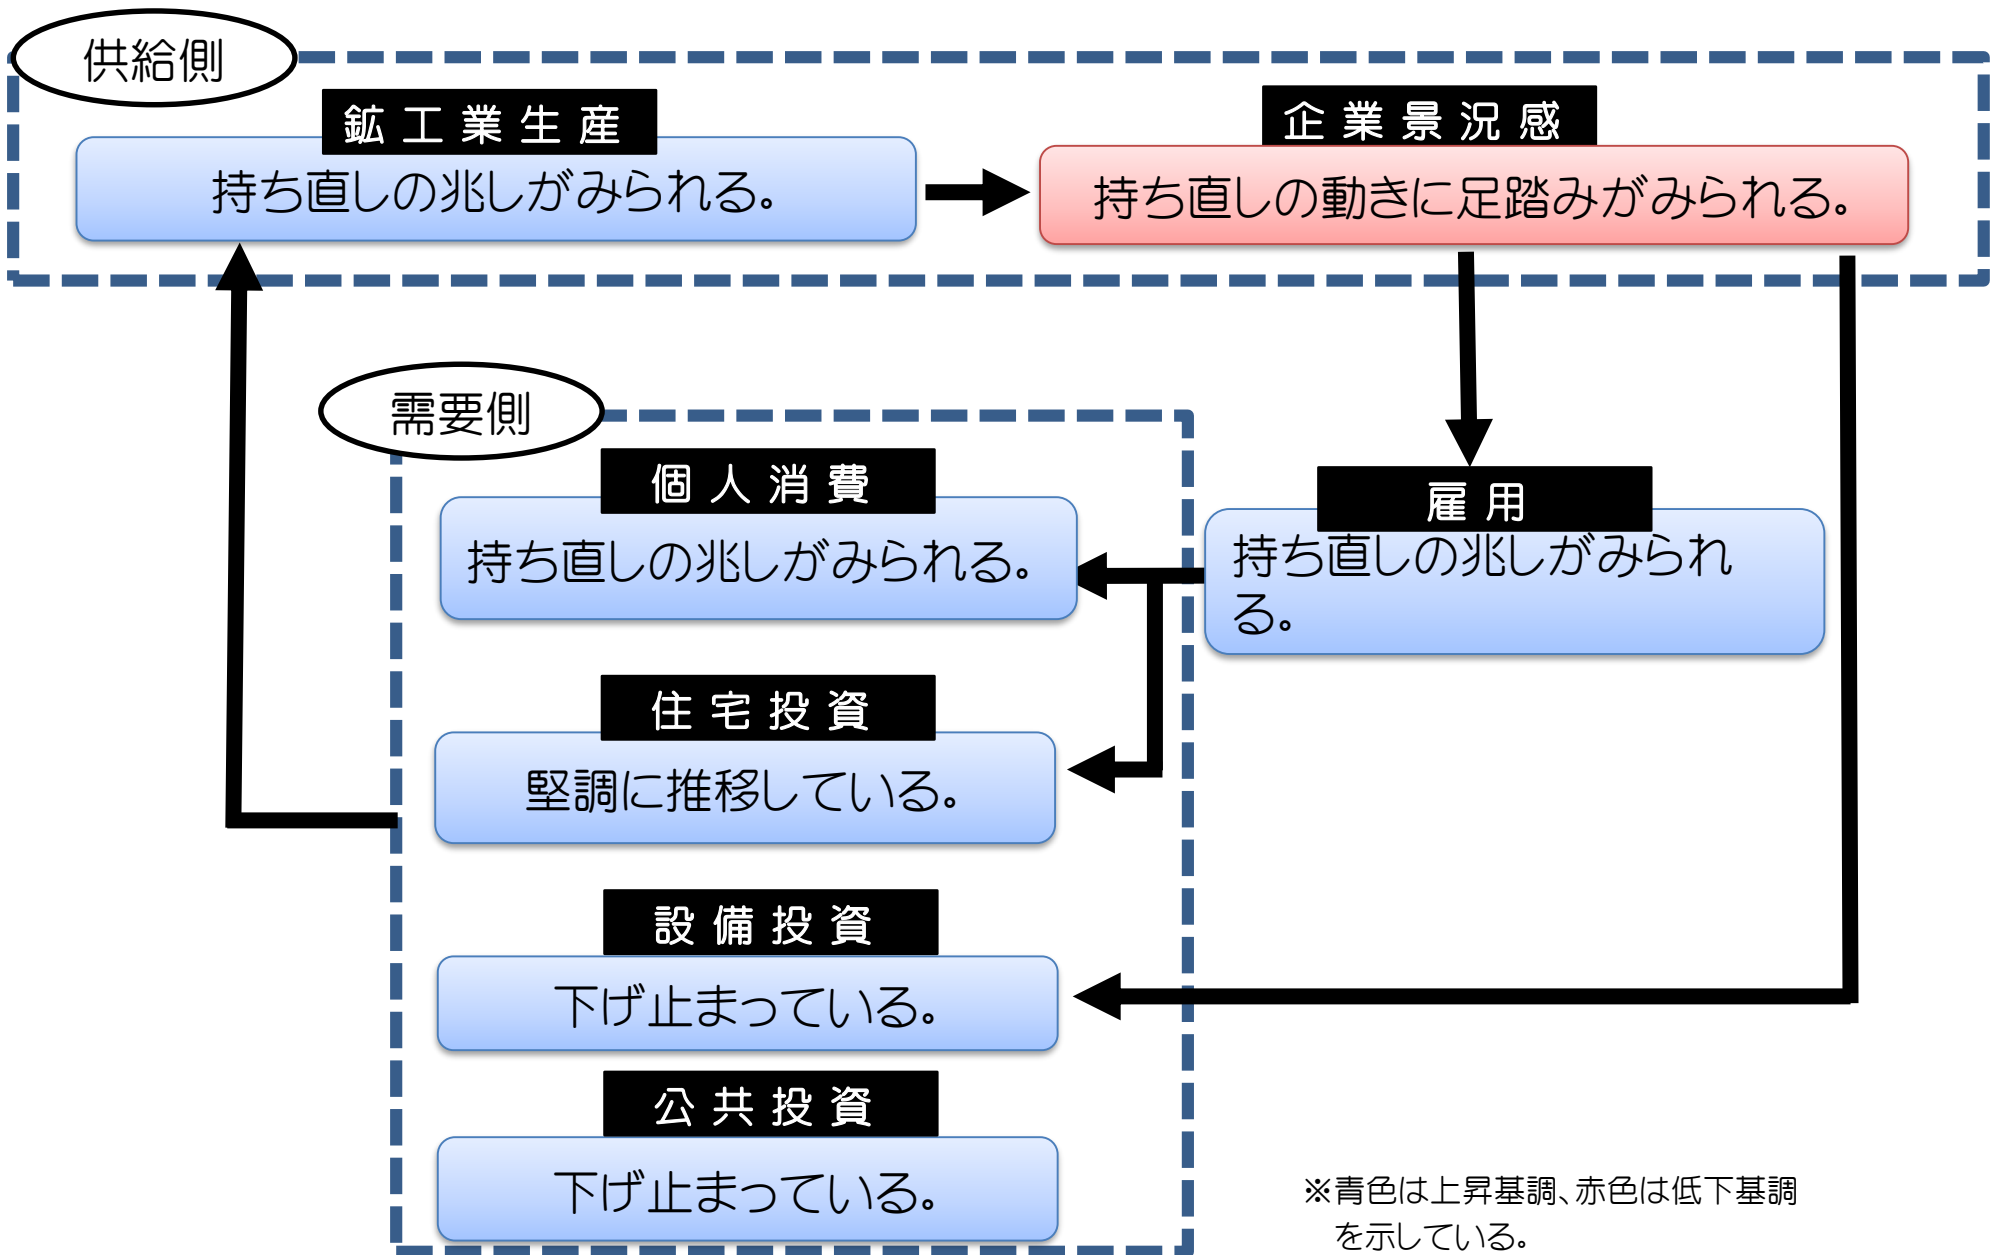 供給側
鉱工業生産
持ち直しの兆しがみられる。
企業景況感
持ち直しの動きに足踏みがみられる。
需要側
個人消費
持ち直しの兆しがみられる。
雇用
持ち直しの兆しがみられ
る。
住宅投資
堅調に推移している。
設備投資
下げ止まっている。
公共投資
下げ止まっている。
※青色は上昇基調、赤色は低下基調
を示している。